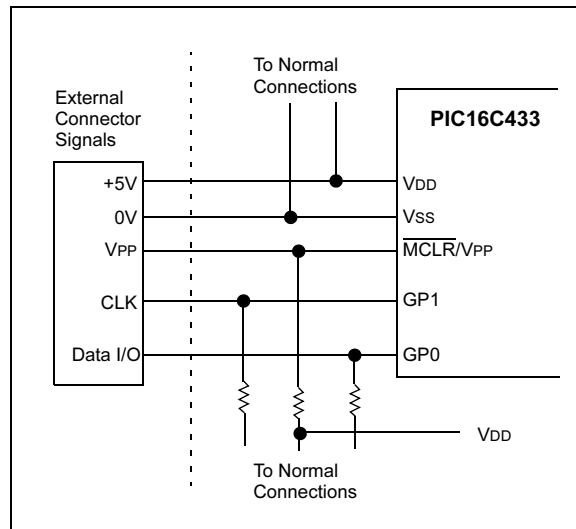 To Normal
Connections
External
Connector
Signals
PIC16C433
+5V
VDD
0V
VSS
VPP
MCLR/VPP
CLK
GP1
Data I/O
GP0
VDD
To Normal
Connections